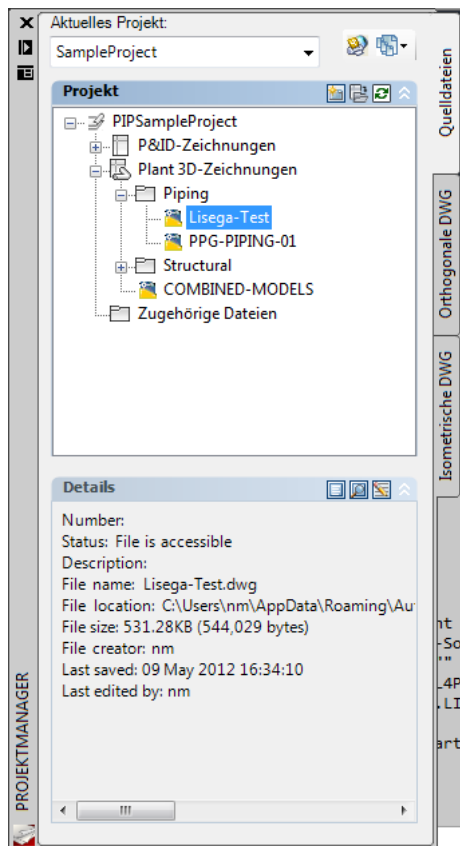 Aktuelles Projekt:
SampleProject
Projekt
PIPSampleProject
P&ID-Zeichnungen
Plant 3D-Zeichnungen
Piping
Lisega-Test
PPG-PIPING-01
Structural
COMBINED-MODELS
Zugehörige Dateien
Details
Number:
Status: File is accessible
Description:
File name: Lisega-Test.dwg
File location: C:\Users\nm\AppData\Roaming\Au
File size: 531.28KB (544,029 bytes)
File creator: nm
Last saved: 09 May 2012 16:34:10
Last edited by: nm
PROJEKTMANAGER
Quelldateien
Orthogonale DWG
Isometrische DWG